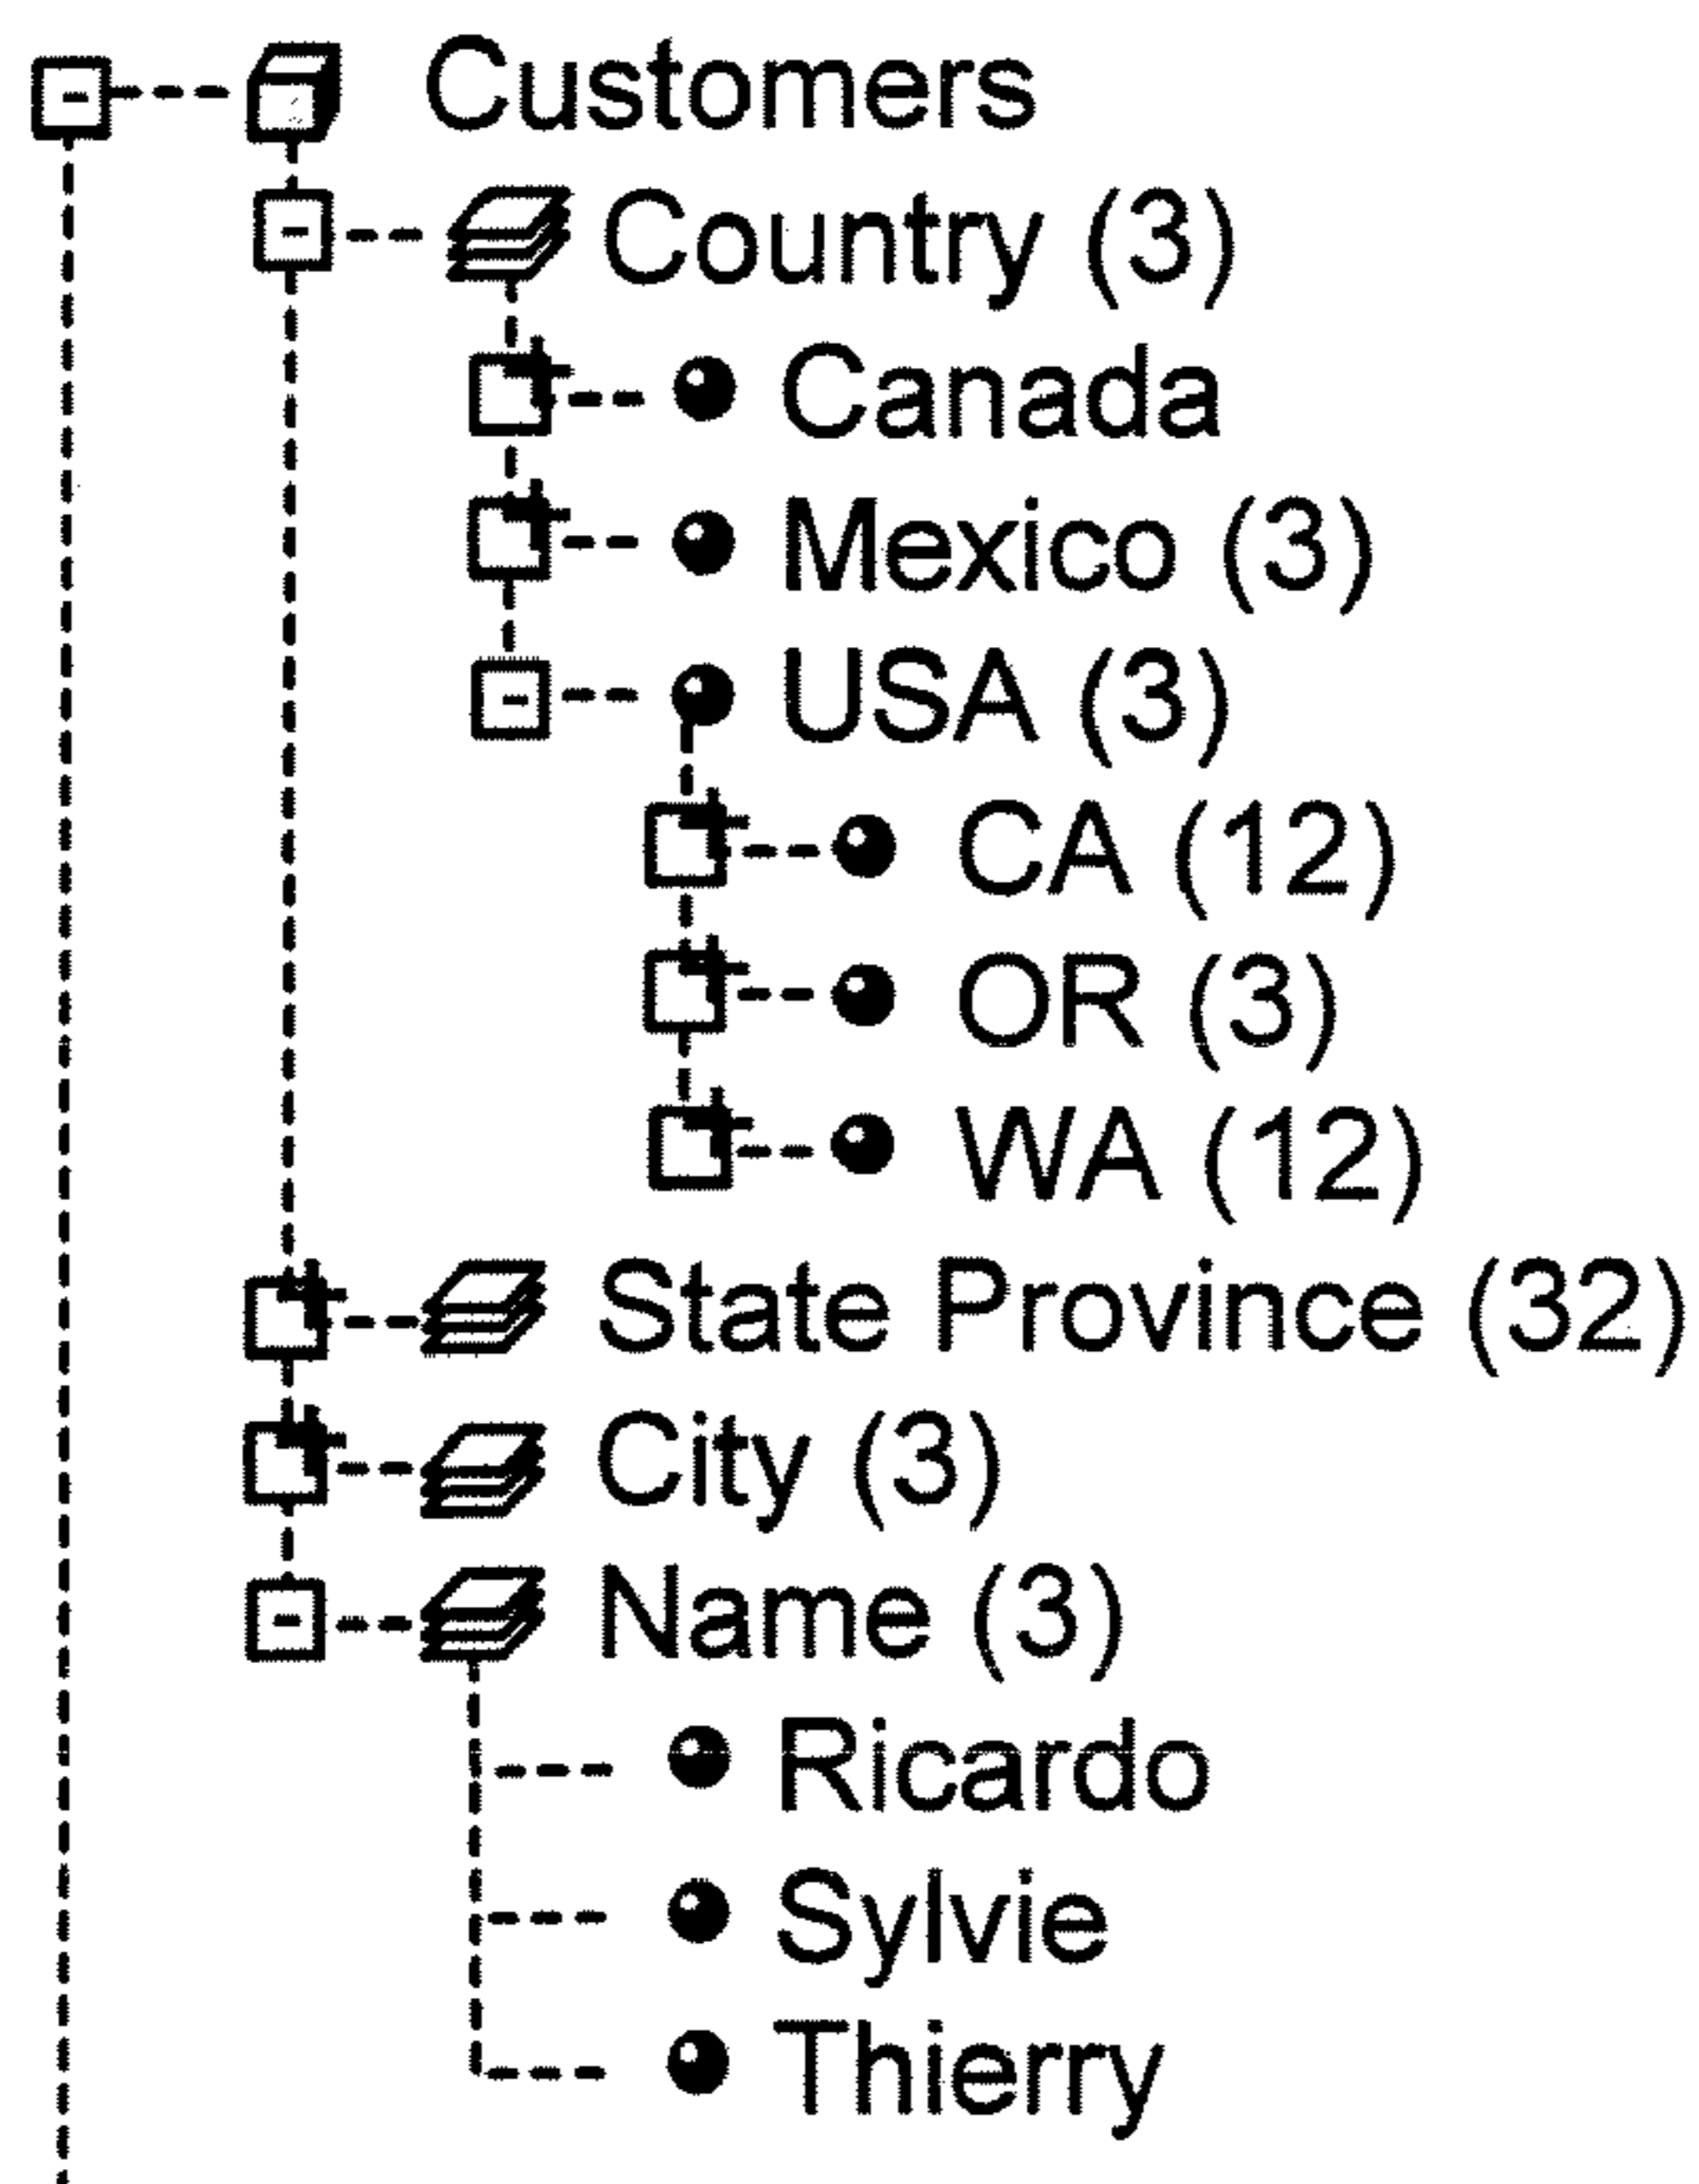 Customers
Country (3)
Canada
Mexico (3)
USA (3)
CA (12)
OR (3)
WA (12)
State Province (32)
City (3)
Name (3)
Ricardo
Sylvie
Thierry